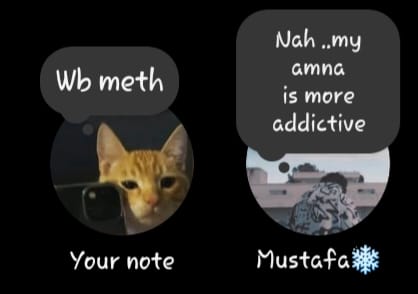 Wb meth
Nah ..my
amna
is more
addictive
Your note
Mustafa❄️